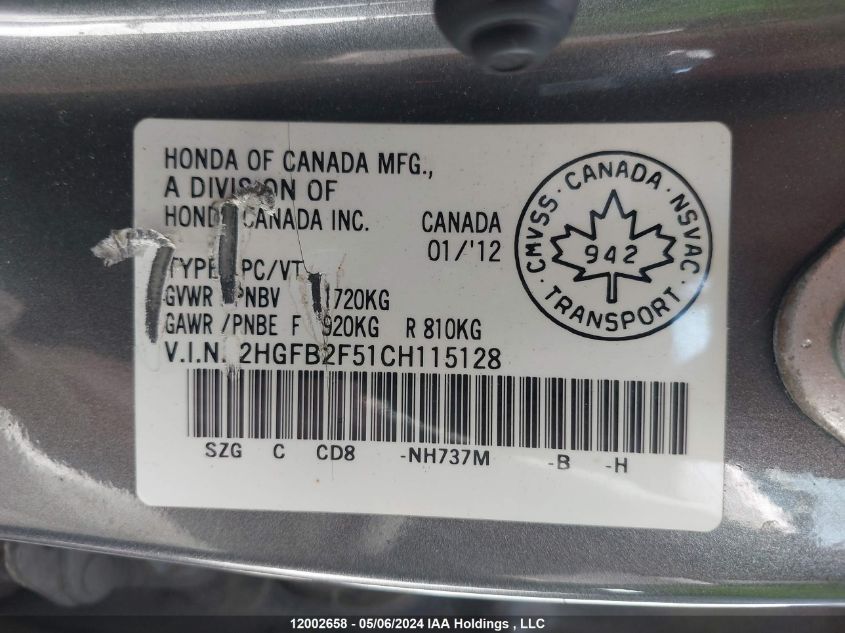 HONDA OF CANADA MFG.,
A DIVISION OF
HONDA CANADA INC. CANADA
01/'12
TYPE PC/VT
GVWR PNBV 1720KG
GAWR /PNBE F 920KG R 810KG
V.I.N. 2HGFB2F51CH115128
SZG C CD8 -NH737M -B -H
CMVSS · CANADA · NSVAC
942
· TRANSPORT ·
12002658 - 05/06/2024 IAA Holdings , LLC